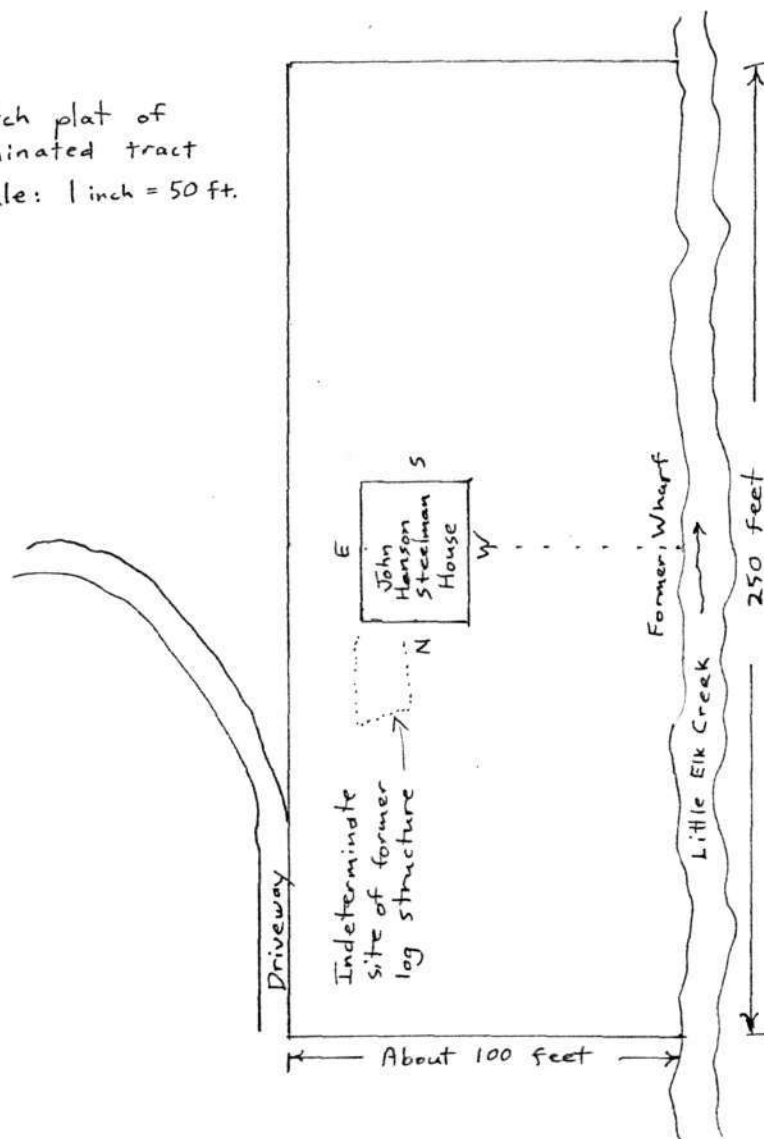 ch plat of
inated tract
le: 1 inch = 50 ft.
E
S
John
Hanson
Steelman
House
W
N
Former Wharf
Little Elk Creek
250 feet
Indeterminate
site of former
log structure
Driveway
About 100 feet